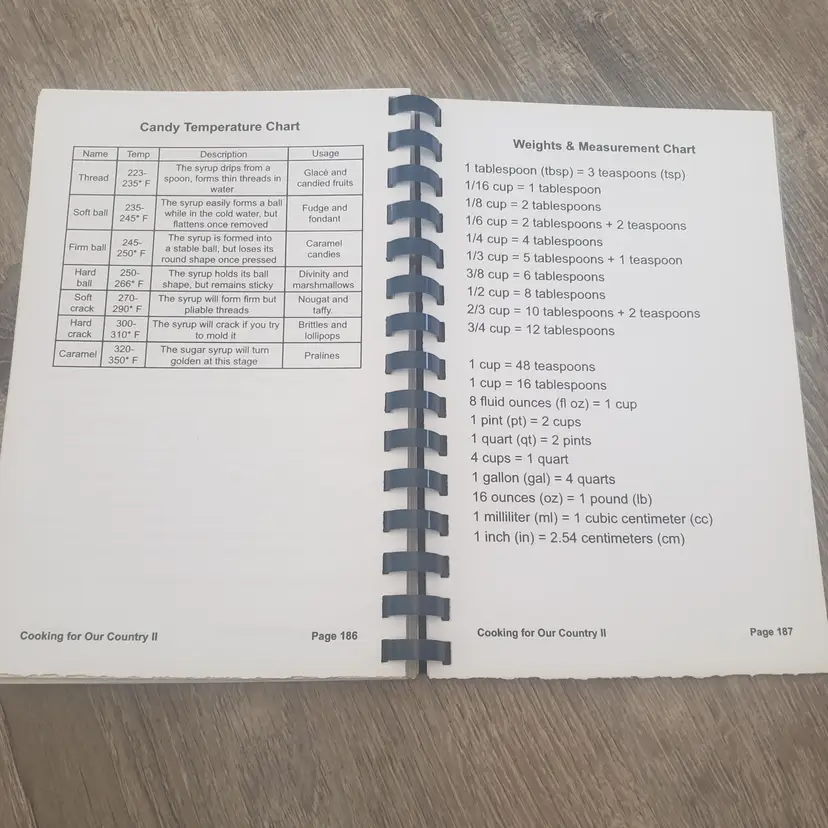 Candy Temperature Chart
Name Temp Description Usage
Thread 223-235* F The syrup drips from a spoon, forms thin threads in water Glacé and candied fruits
Soft ball 235-245* F The syrup easily forms a ball while in the cold water, but flattens once removed Fudge and fondant
Firm ball 245-250* F The syrup is formed into a stable ball, but loses its round shape once pressed Caramel candies
Hard ball 250-266* F The syrup holds its ball shape, but remains sticky Divinity and marshmallows
Soft crack 270-290* F The syrup will form firm but pliable threads Nougat and taffy
Hard crack 300-310* F The syrup will crack if you try to mold it Brittles and lollipops
Caramel 320-350* F The sugar syrup will turn golden at this stage Pralines
Cooking for Our Country II Page 186
Weights & Measurement Chart
1 tablespoon (tbsp) = 3 teaspoons (tsp)
1/16 cup = 1 tablespoon
1/8 cup = 2 tablespoons
1/6 cup = 2 tablespoons + 2 teaspoons
1/4 cup = 4 tablespoons
1/3 cup = 5 tablespoons + 1 teaspoon
3/8 cup = 6 tablespoons
1/2 cup = 8 tablespoons
2/3 cup = 10 tablespoons + 2 teaspoons
3/4 cup = 12 tablespoons
1 cup = 48 teaspoons
1 cup = 16 tablespoons
8 fluid ounces (fl oz) = 1 cup
1 pint (pt) = 2 cups
1 quart (qt) = 2 pints
4 cups = 1 quart
1 gallon (gal) = 4 quarts
16 ounces (oz) = 1 pound (lb)
1 milliliter (ml) = 1 cubic centimeter (cc)
1 inch (in) = 2.54 centimeters (cm)
Cooking for Our Country II Page 187